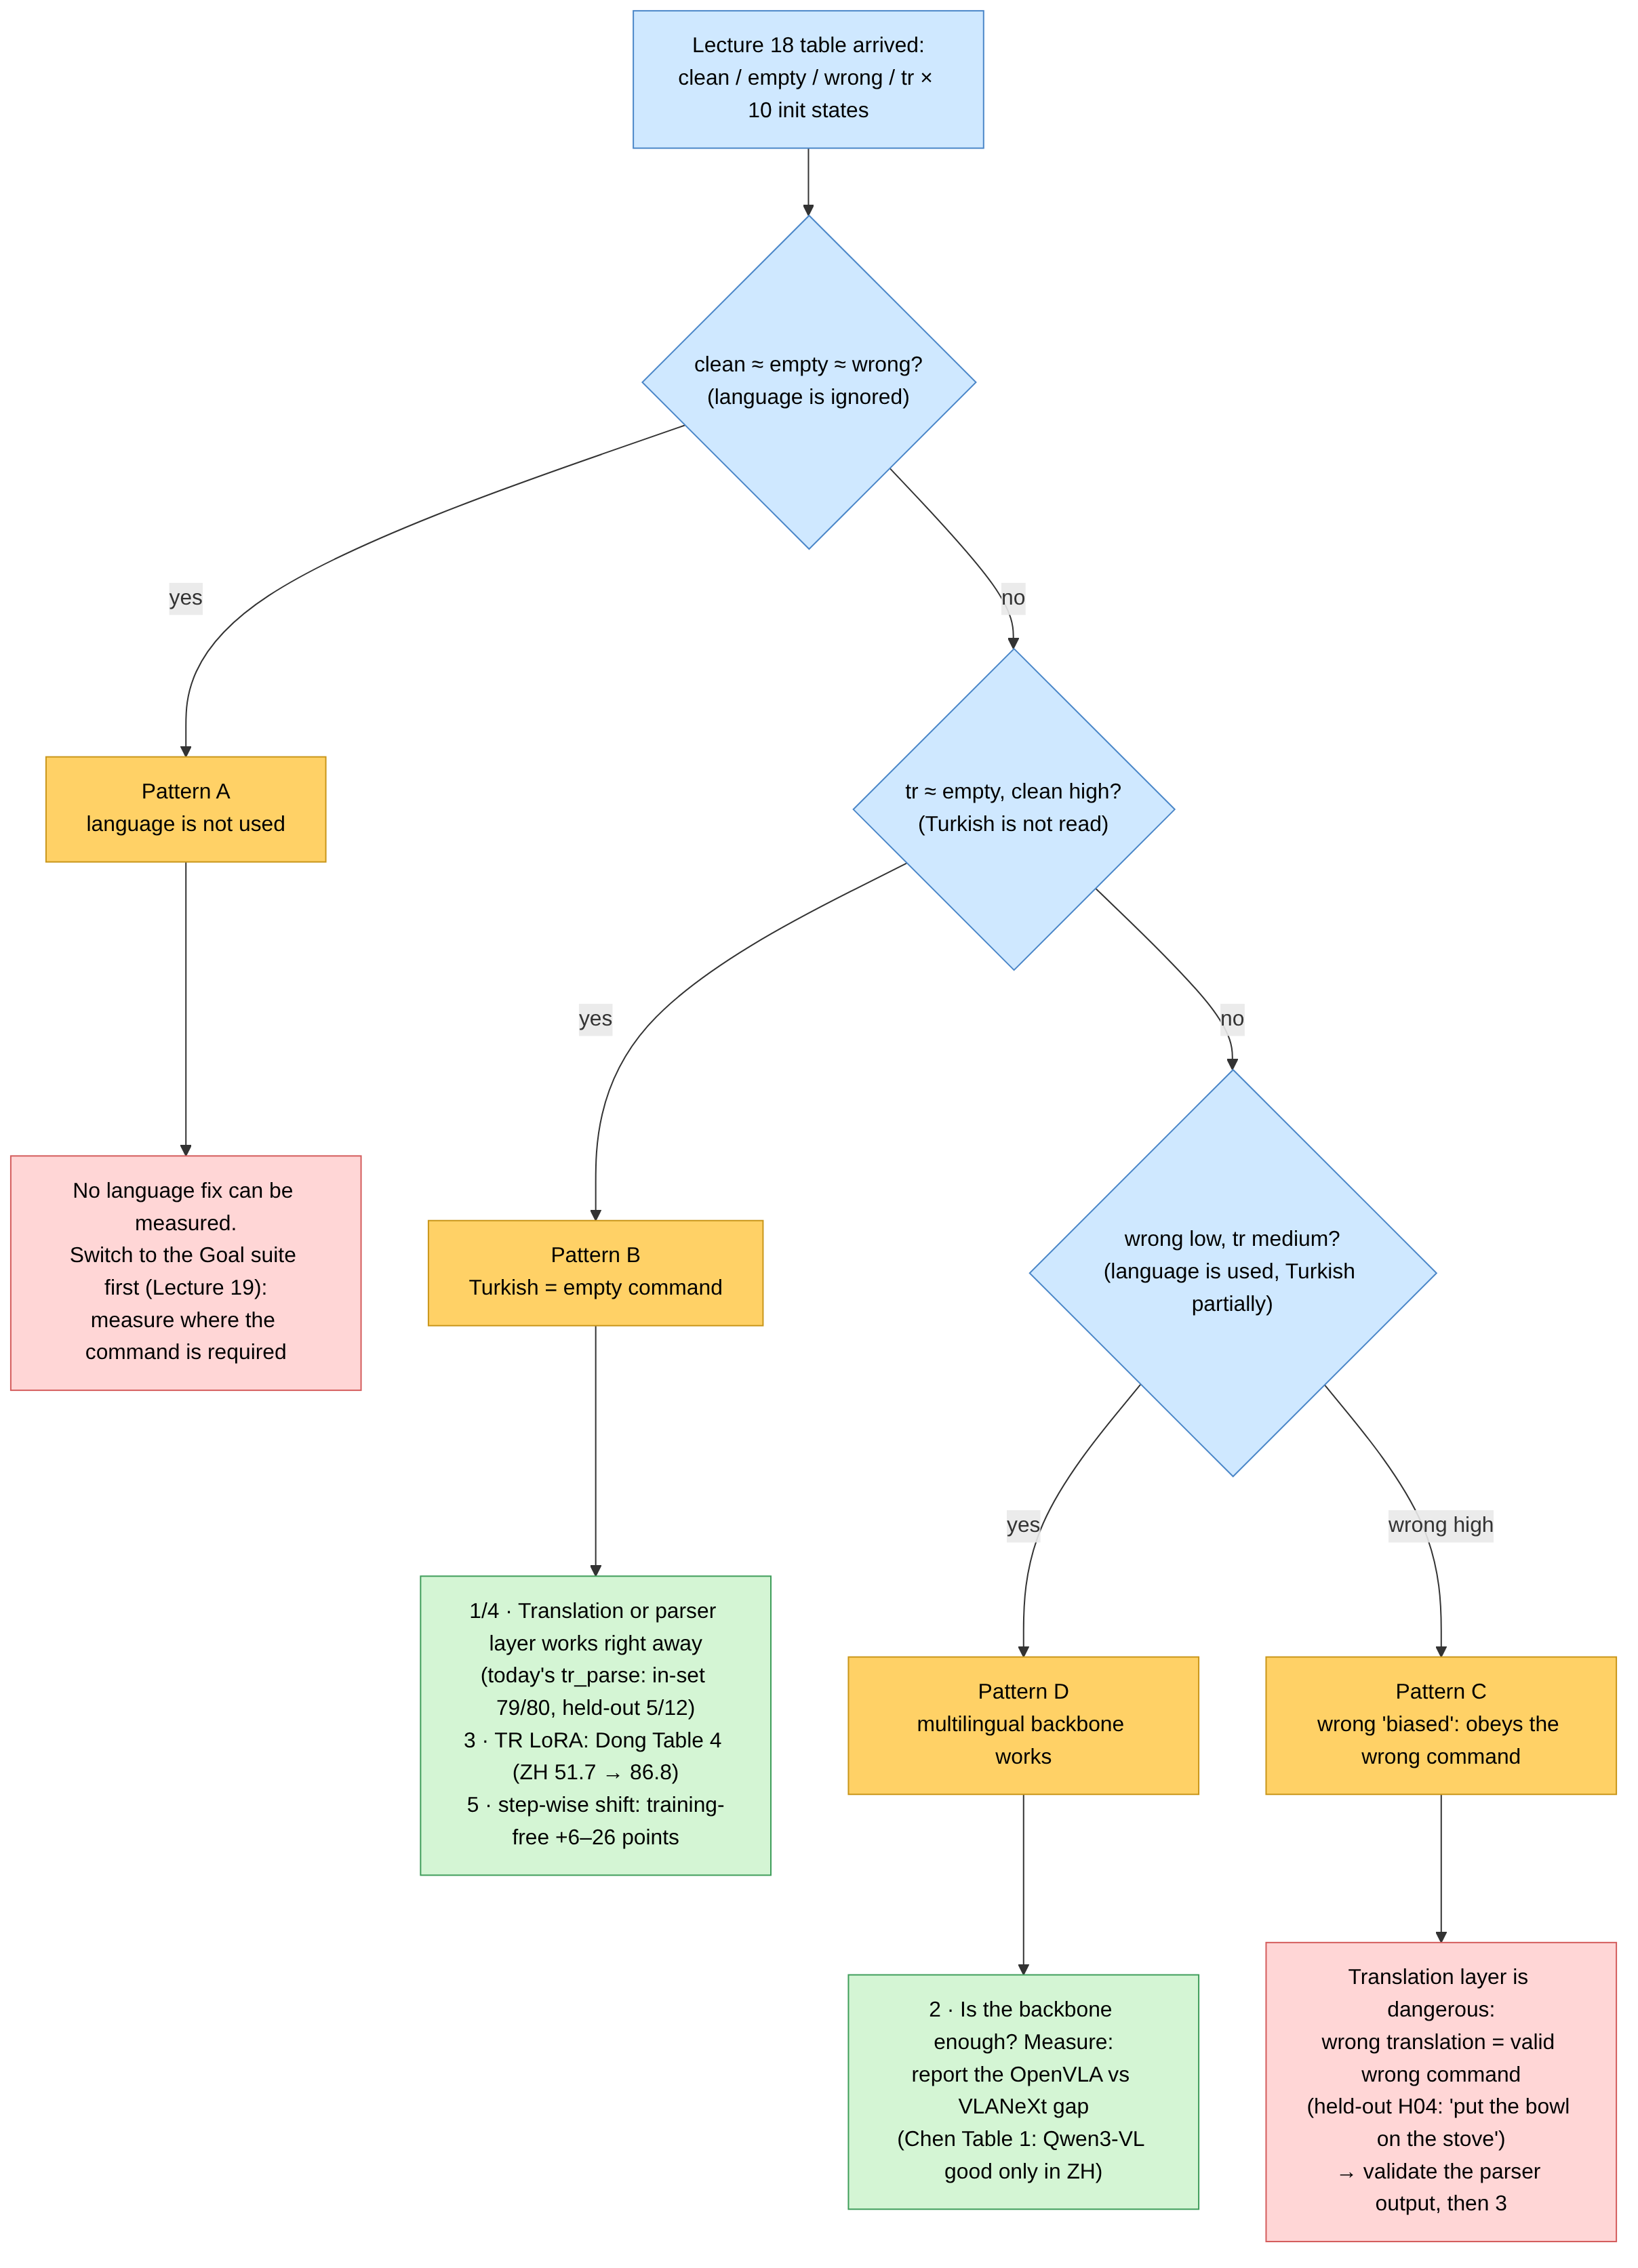 Lecture 18 table arrived:
clean / empty / wrong / tr ×
10 init states
clean ≈ empty ≈ wrong?
(language is ignored)
yes
no
Pattern A
language is not used
tr ≈ empty, clean high?
(Turkish is not read)
yes
no
No language fix can be
measured.
Switch to the Goal suite
first (Lecture 19):
measure where the
command is required
Pattern B
Turkish = empty command
wrong low, tr medium?
(language is used, Turkish
partially)
yes
wrong high
1/4 · Translation or parser
layer works right away
(today's tr_parse: in-set
79/80, held-out 5/12)
3 · TR LoRA: Dong Table 4
(ZH 51.7 → 86.8)
5 · step-wise shift: training-
free +6–26 points
Pattern D
multilingual backbone
works
Pattern C
wrong 'biased': obeys the
wrong command
2 · Is the backbone
enough? Measure:
report the OpenVLA vs
VLANeXt gap
(Chen Table 1: Qwen3-VL
good only in ZH)
Translation layer is
dangerous:
wrong translation = valid
wrong command
(held-out H04: 'put the bowl
on the stove')
→ validate the parser
output, then 3